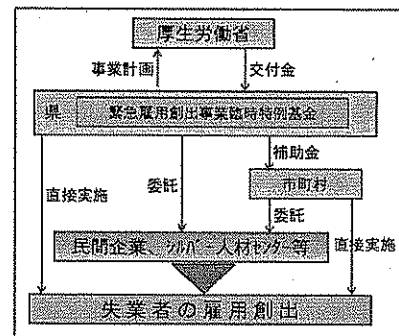 厚生労働省
事業計画 交付金
県 緊急雇用創出事業臨時特例基金
補助金
市町村
直接実施 委託 委託
民間企業、シルバー人材センター等 直接実施
失業者の雇用創出